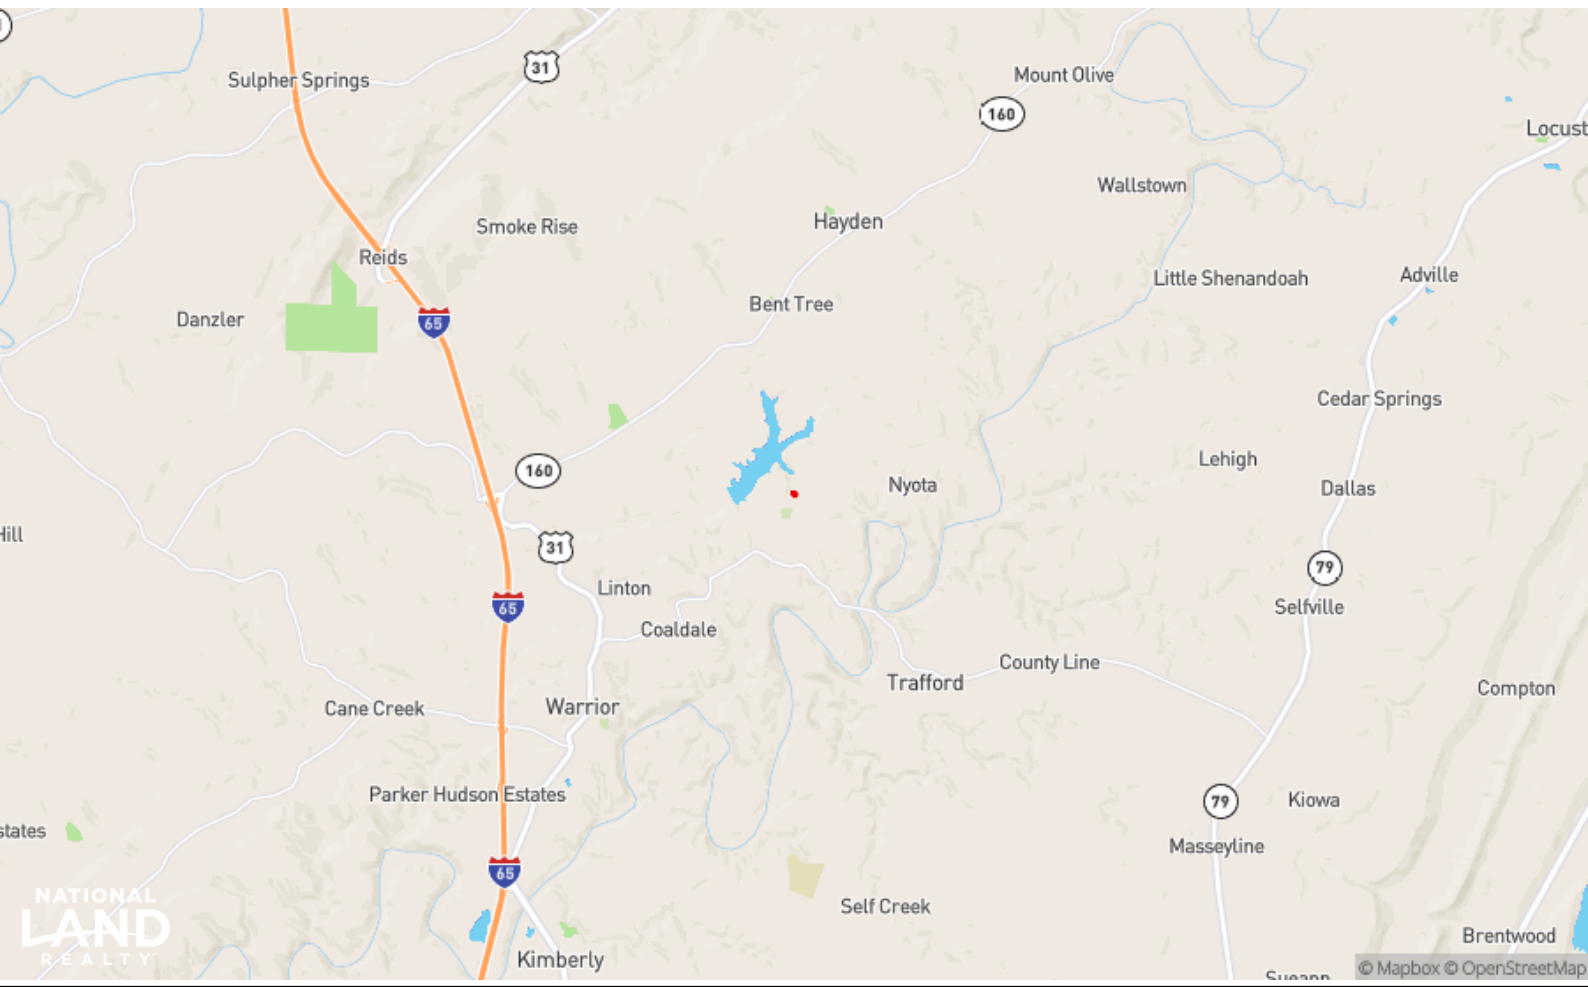 31
Sulpher Springs
Mount Olive
160
Locust
Wallstown
Hayden
Smoke Rise
Reids
Little Shenandoah
Adville
Bent Tree
Danzler
65
Cedar Springs
Lehigh
160
Nyota
Dallas
Hill
31
79
Linton
65
Selfville
Coaldale
County Line
Trafford
Compton
Cane Creek
Warrior
Parker Hudson Estates
79
Kiowa
states
Masseyline
65
NATIONAL
LAND
REALTY
Self Creek
Brentwood
Kimberly
© Mapbox © OpenStreetMap